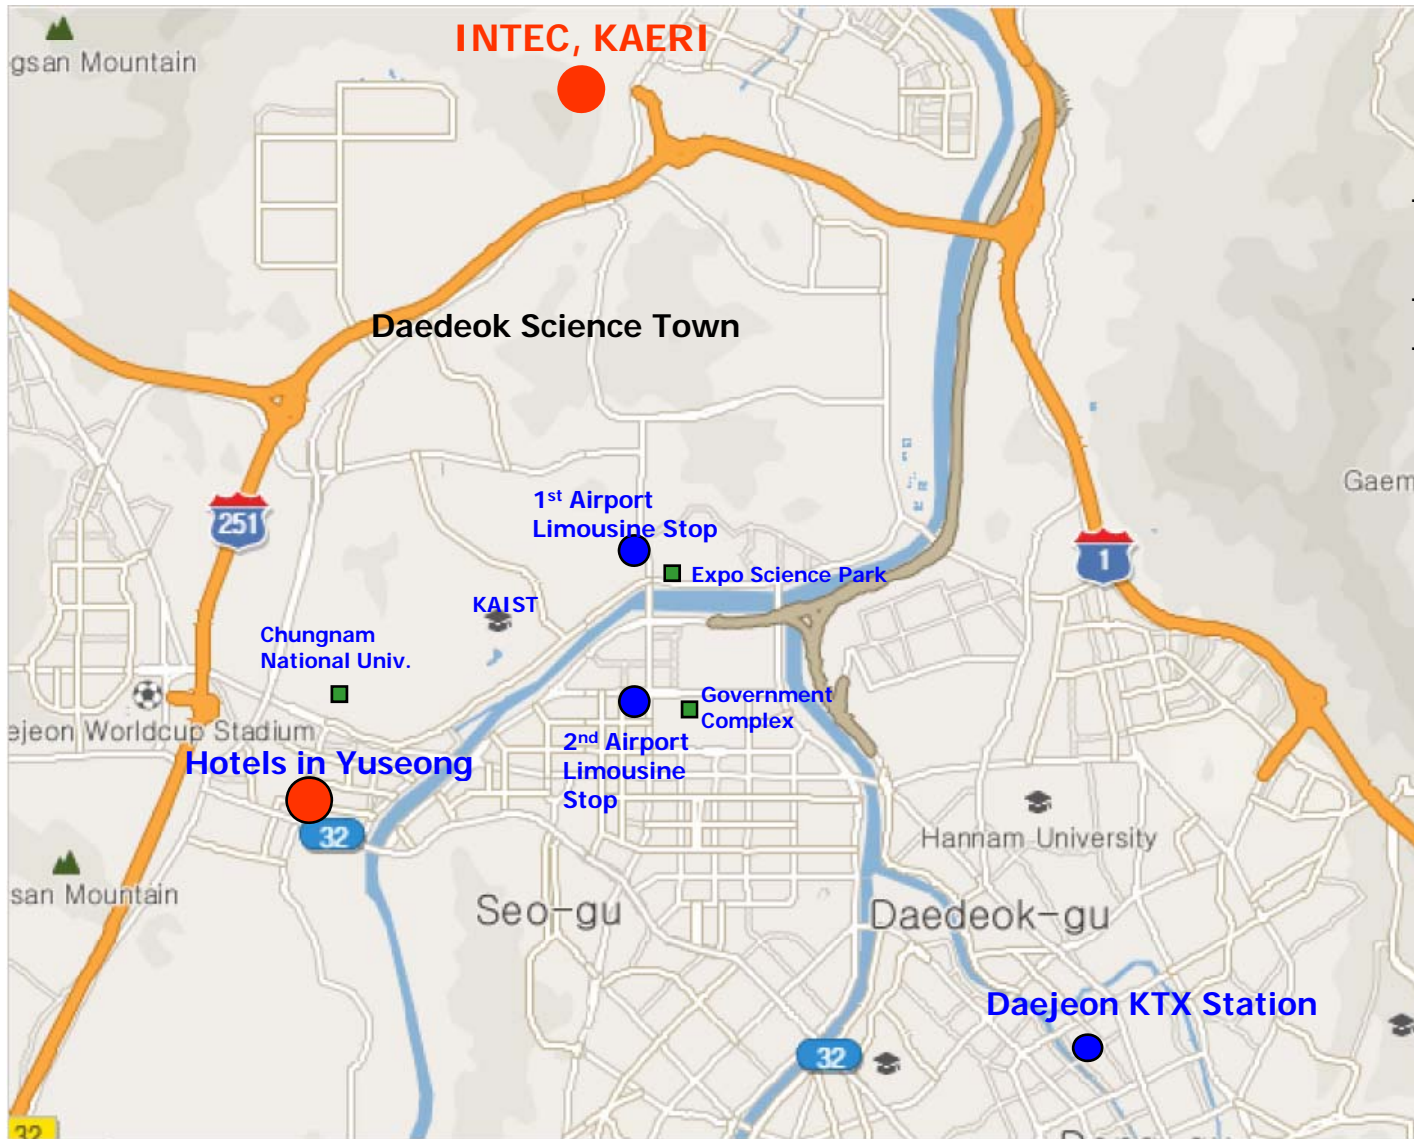 INTEC, KAERI
gsan Mountain
Daedeok Science Town
251
1st Airport
Limousine Stop
Gaem
1
Expo Science Park
KAIST
Chungnam
National Univ.
Government
Complex
ejeon Worldcup Stadium
2nd Airport
Limousine
Stop
Hotels in Yuseong
32
Hannam University
san Mountain
Seo-gu
Daedeok-gu
Daejeon KTX Station
32
32